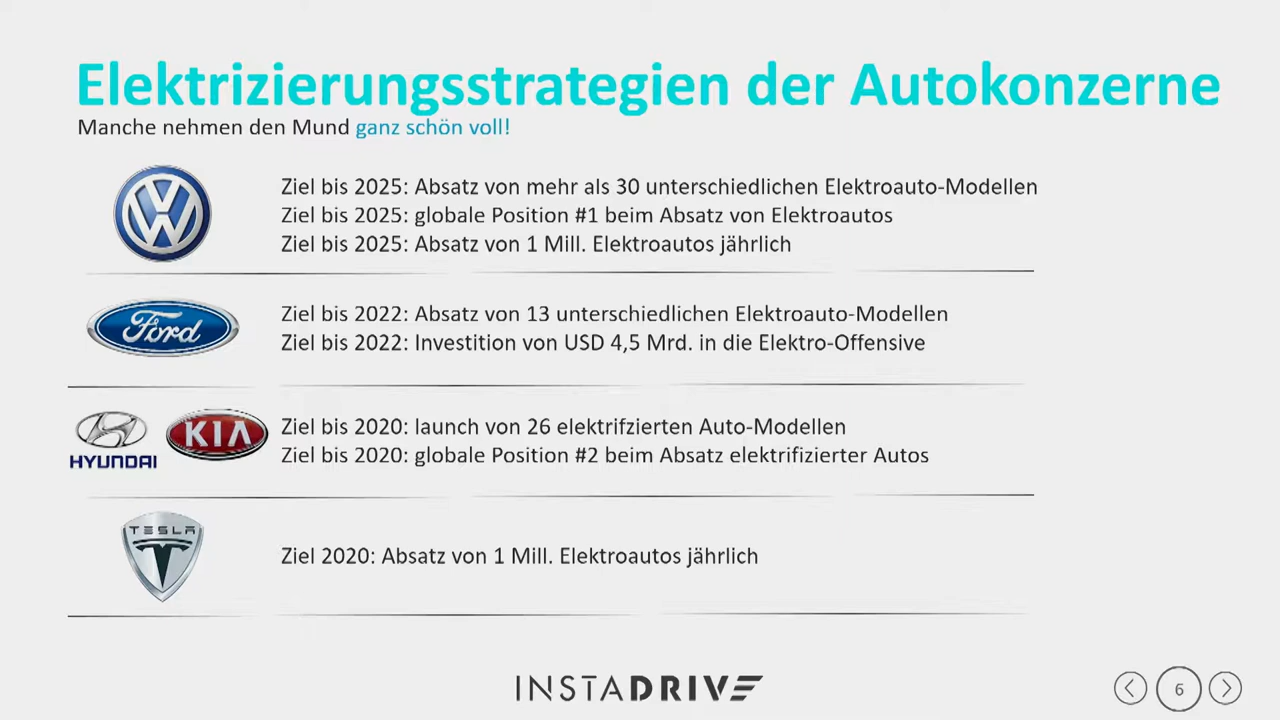 Elektrizierungsstrategien der Autokonzerne
Manche nehmen den Mund ganz schön voll!
Ziel bis 2025: Absatz von mehr als 30 unterschiedlichen Elektroauto-Modellen
Ziel bis 2025: globale Position #1 beim Absatz von Elektroautos
Ziel bis 2025: Absatz von 1 Mill. Elektroautos jährlich
Ford
Ziel bis 2022: Absatz von 13 unterschiedlichen Elektroauto-Modellen
Ziel bis 2022: Investition von USD 4,5 Mrd. in die Elektro-Offensive
HYUNDAI
KIA
Ziel bis 2020: launch von 26 elektrifzierten Auto-Modellen
Ziel bis 2020: globale Position #2 beim Absatz elektrifizierter Autos
TESLA
Ziel 2020: Absatz von 1 Mill. Elektroautos jährlich
INSTADRIVE
6